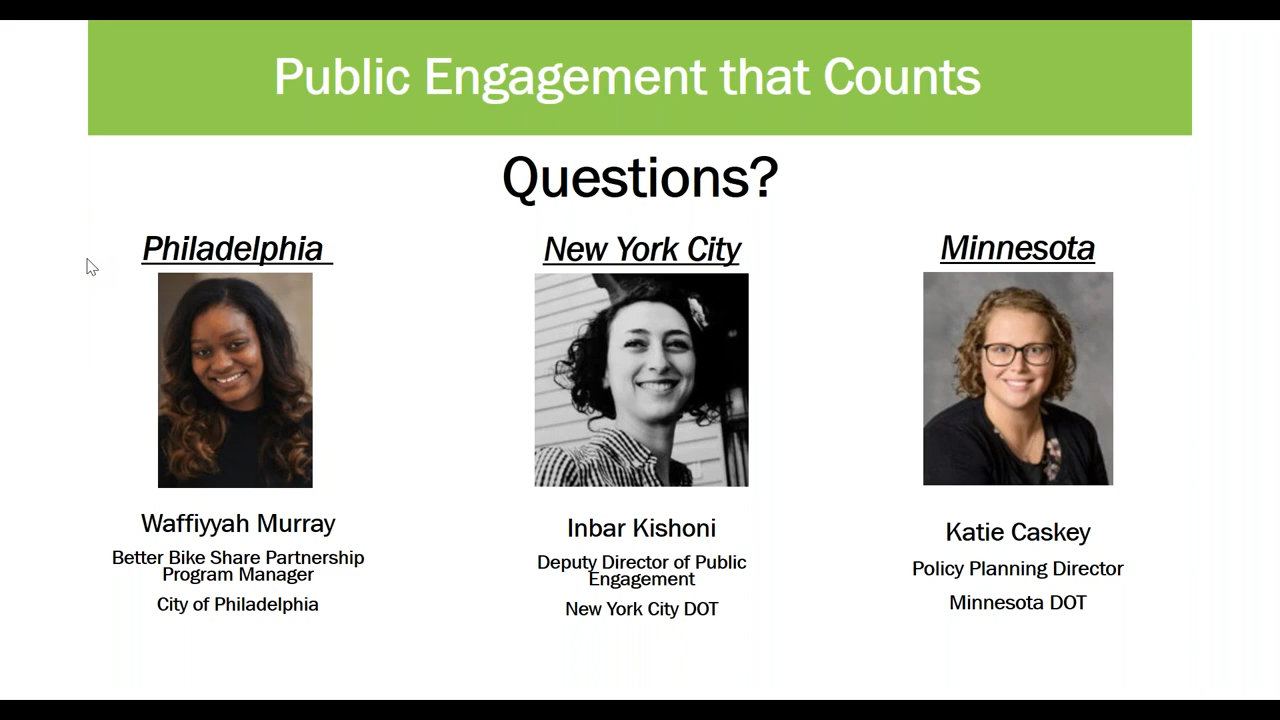 Public Engagement that Counts
Questions?
Philadelphia
New York City
Minnesota
Waffiyyah Murray
Better Bike Share Partnership
Program Manager
City of Philadelphia
Inbar Kishoni
Deputy Director of Public
Engagement
New York City DOT
Katie Caskey
Policy Planning Director
Minnesota DOT